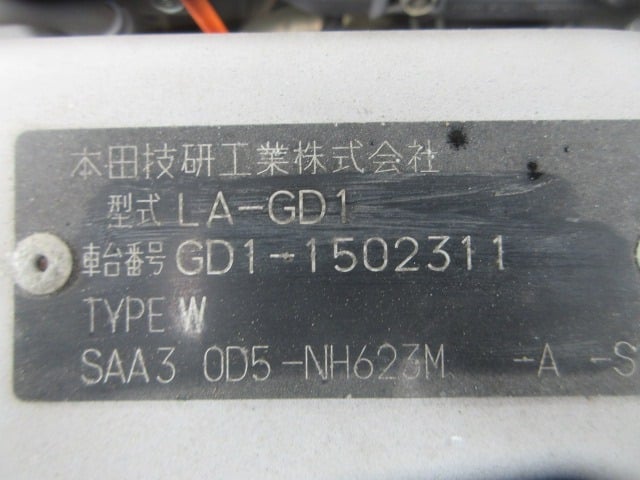 本田技研工業株式会社
型式 LA-GD1
車台番号 GD1-1502311
TYPE W
SAA3 0D5-NH623M -A -S